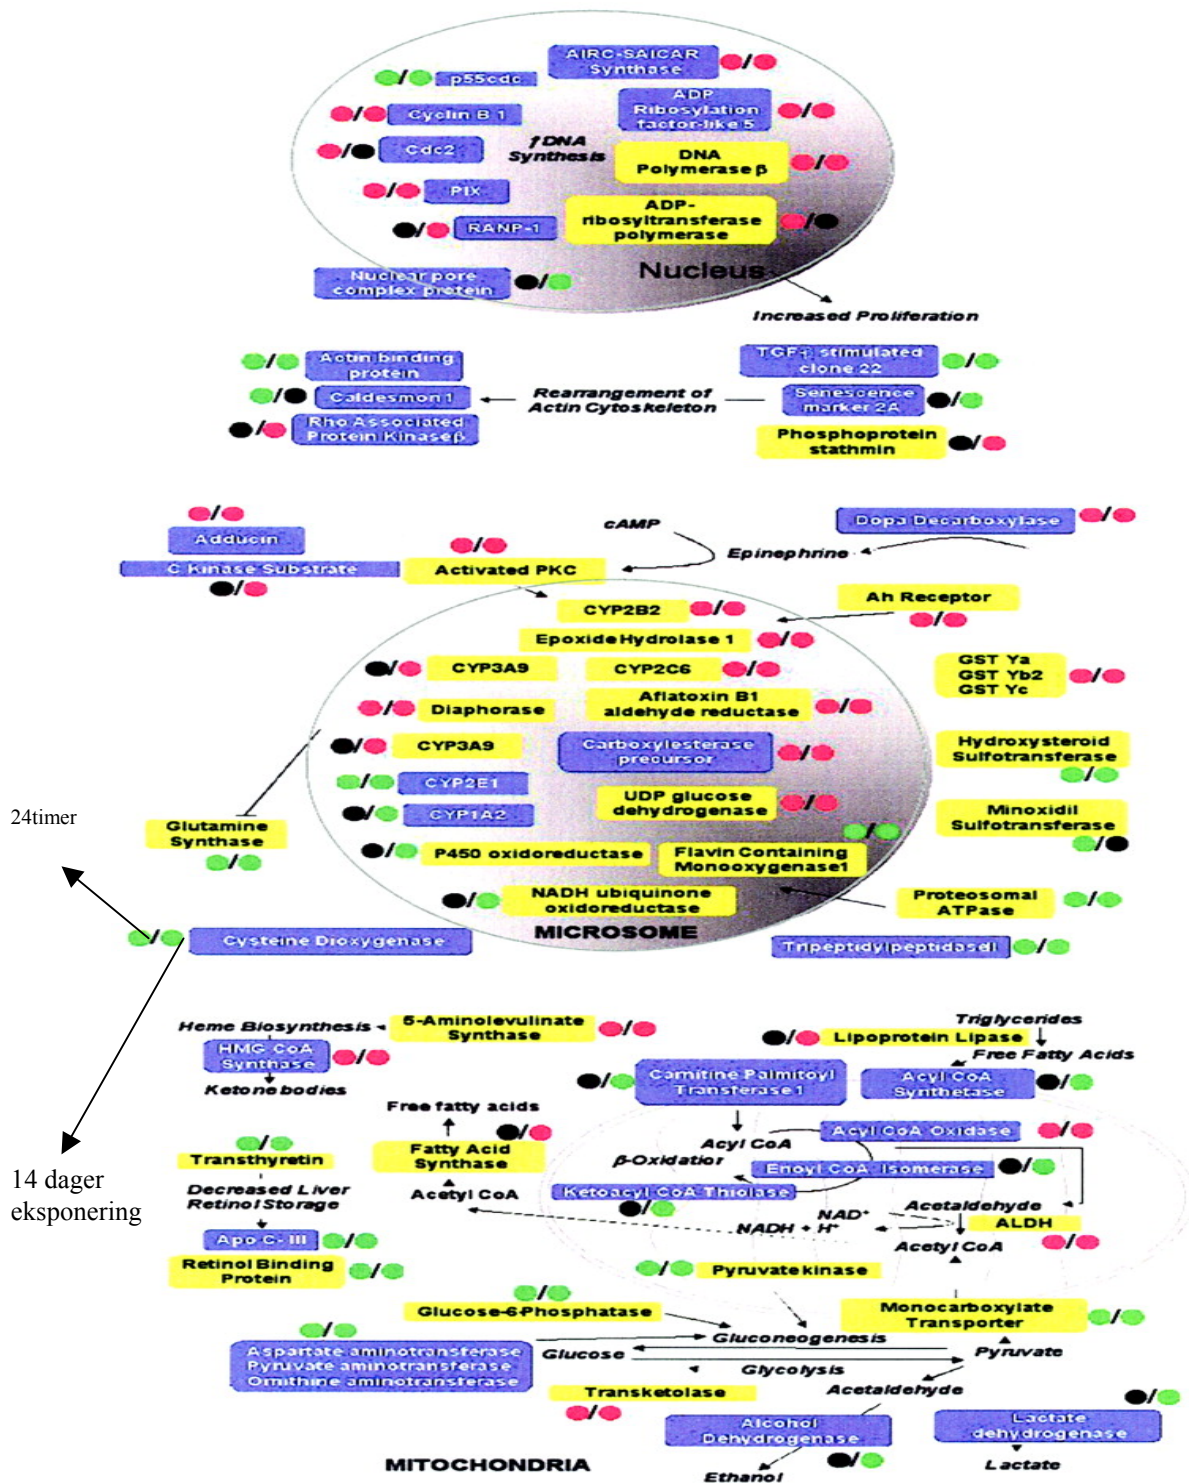 AIRC-SAICAR
Synthase
p55cdc
Cyclin B 1
ADP
Ribosylation
factor-like 5
Cdc2
↑DNA
Synthesis
DNA
Polymerase β
PIX
ADP-
ribosyltransferase
polymerase
RANP-1
Nuclear pore
complex protein
Nucleus
Increased Proliferation
Actin binding
protein
TGF- stimulated
clone 22
Caldesmon 1
Rearrangement of
Actin Cytoskeleton
Senescence
marker 2A
Rho Associated
Protein Kinase β
Phosphoprotein
stathmin
Adducin
cAMP
Dopa Decarboxylase
Epinephrine
C Kinase Substrate
Activated PKC
CYP2B2
Ah Receptor
Epoxide Hydrolase 1
CYP3A9
CYP2C6
GST Ya
GST Yb2
GST Yc
Diaphorase
Aflatoxin B1
aldehyde reductase
CYP3A9
Carboxylesterase
precursor
Hydroxysteroid
Sulfotransferase
CYP2E1
CYP1A2
UDP glucose
dehydrogenase
Minoxidil
Sulfotransferase
24timer
Glutamine
Synthase
P450 oxidoreductase
Flavin Containing
Monooxygenase1
NADH ubiquinone
oxidoreductase
Proteosomal
ATPase
MICROSOME
Cysteine Dioxygenase
Tripeptidylpeptidasell
Heme Biosynthesis
5-Aminolevulinate
Synthase
Triglycerides
Lipoprotein Lipase
HMG CoA
Synthase
Free Fatty Acids
Ketone bodies
Carnitine Palmitoyl
Transferase 1
Acyl CoA
Synthetase
Free fatty acids
Acyl CoA
Acyl CoA Oxidase
Transthyretin
Fatty Acid
Synthase
β-Oxidatior
Enoyl CoA Isomerase
14 dager
eksponering
Decreased Liver
Retinol Storage
Acetyl CoA
Ketoacyl CoA Thiolase
Acetaldehyde
NAD⁺
NADH + H⁺
ALDH
Apo C- III
Acetyl CoA
Retinol Binding
Protein
Pyruvate kinase
Glucose-6-Phosphatase
Monocarboxylate
Transporter
Gluconeogenesis
Aspartate aminotransferase
Pyruvate aminotransferase
Ornithine aminotransferase
Glucose
Pyruvate
Glycolysis
Transketolase
Acetaldehyde
Alcohol
Dehydrogenase
Lactate
dehydrogenase
MITOCHONDRIA
Ethanol
Lactate